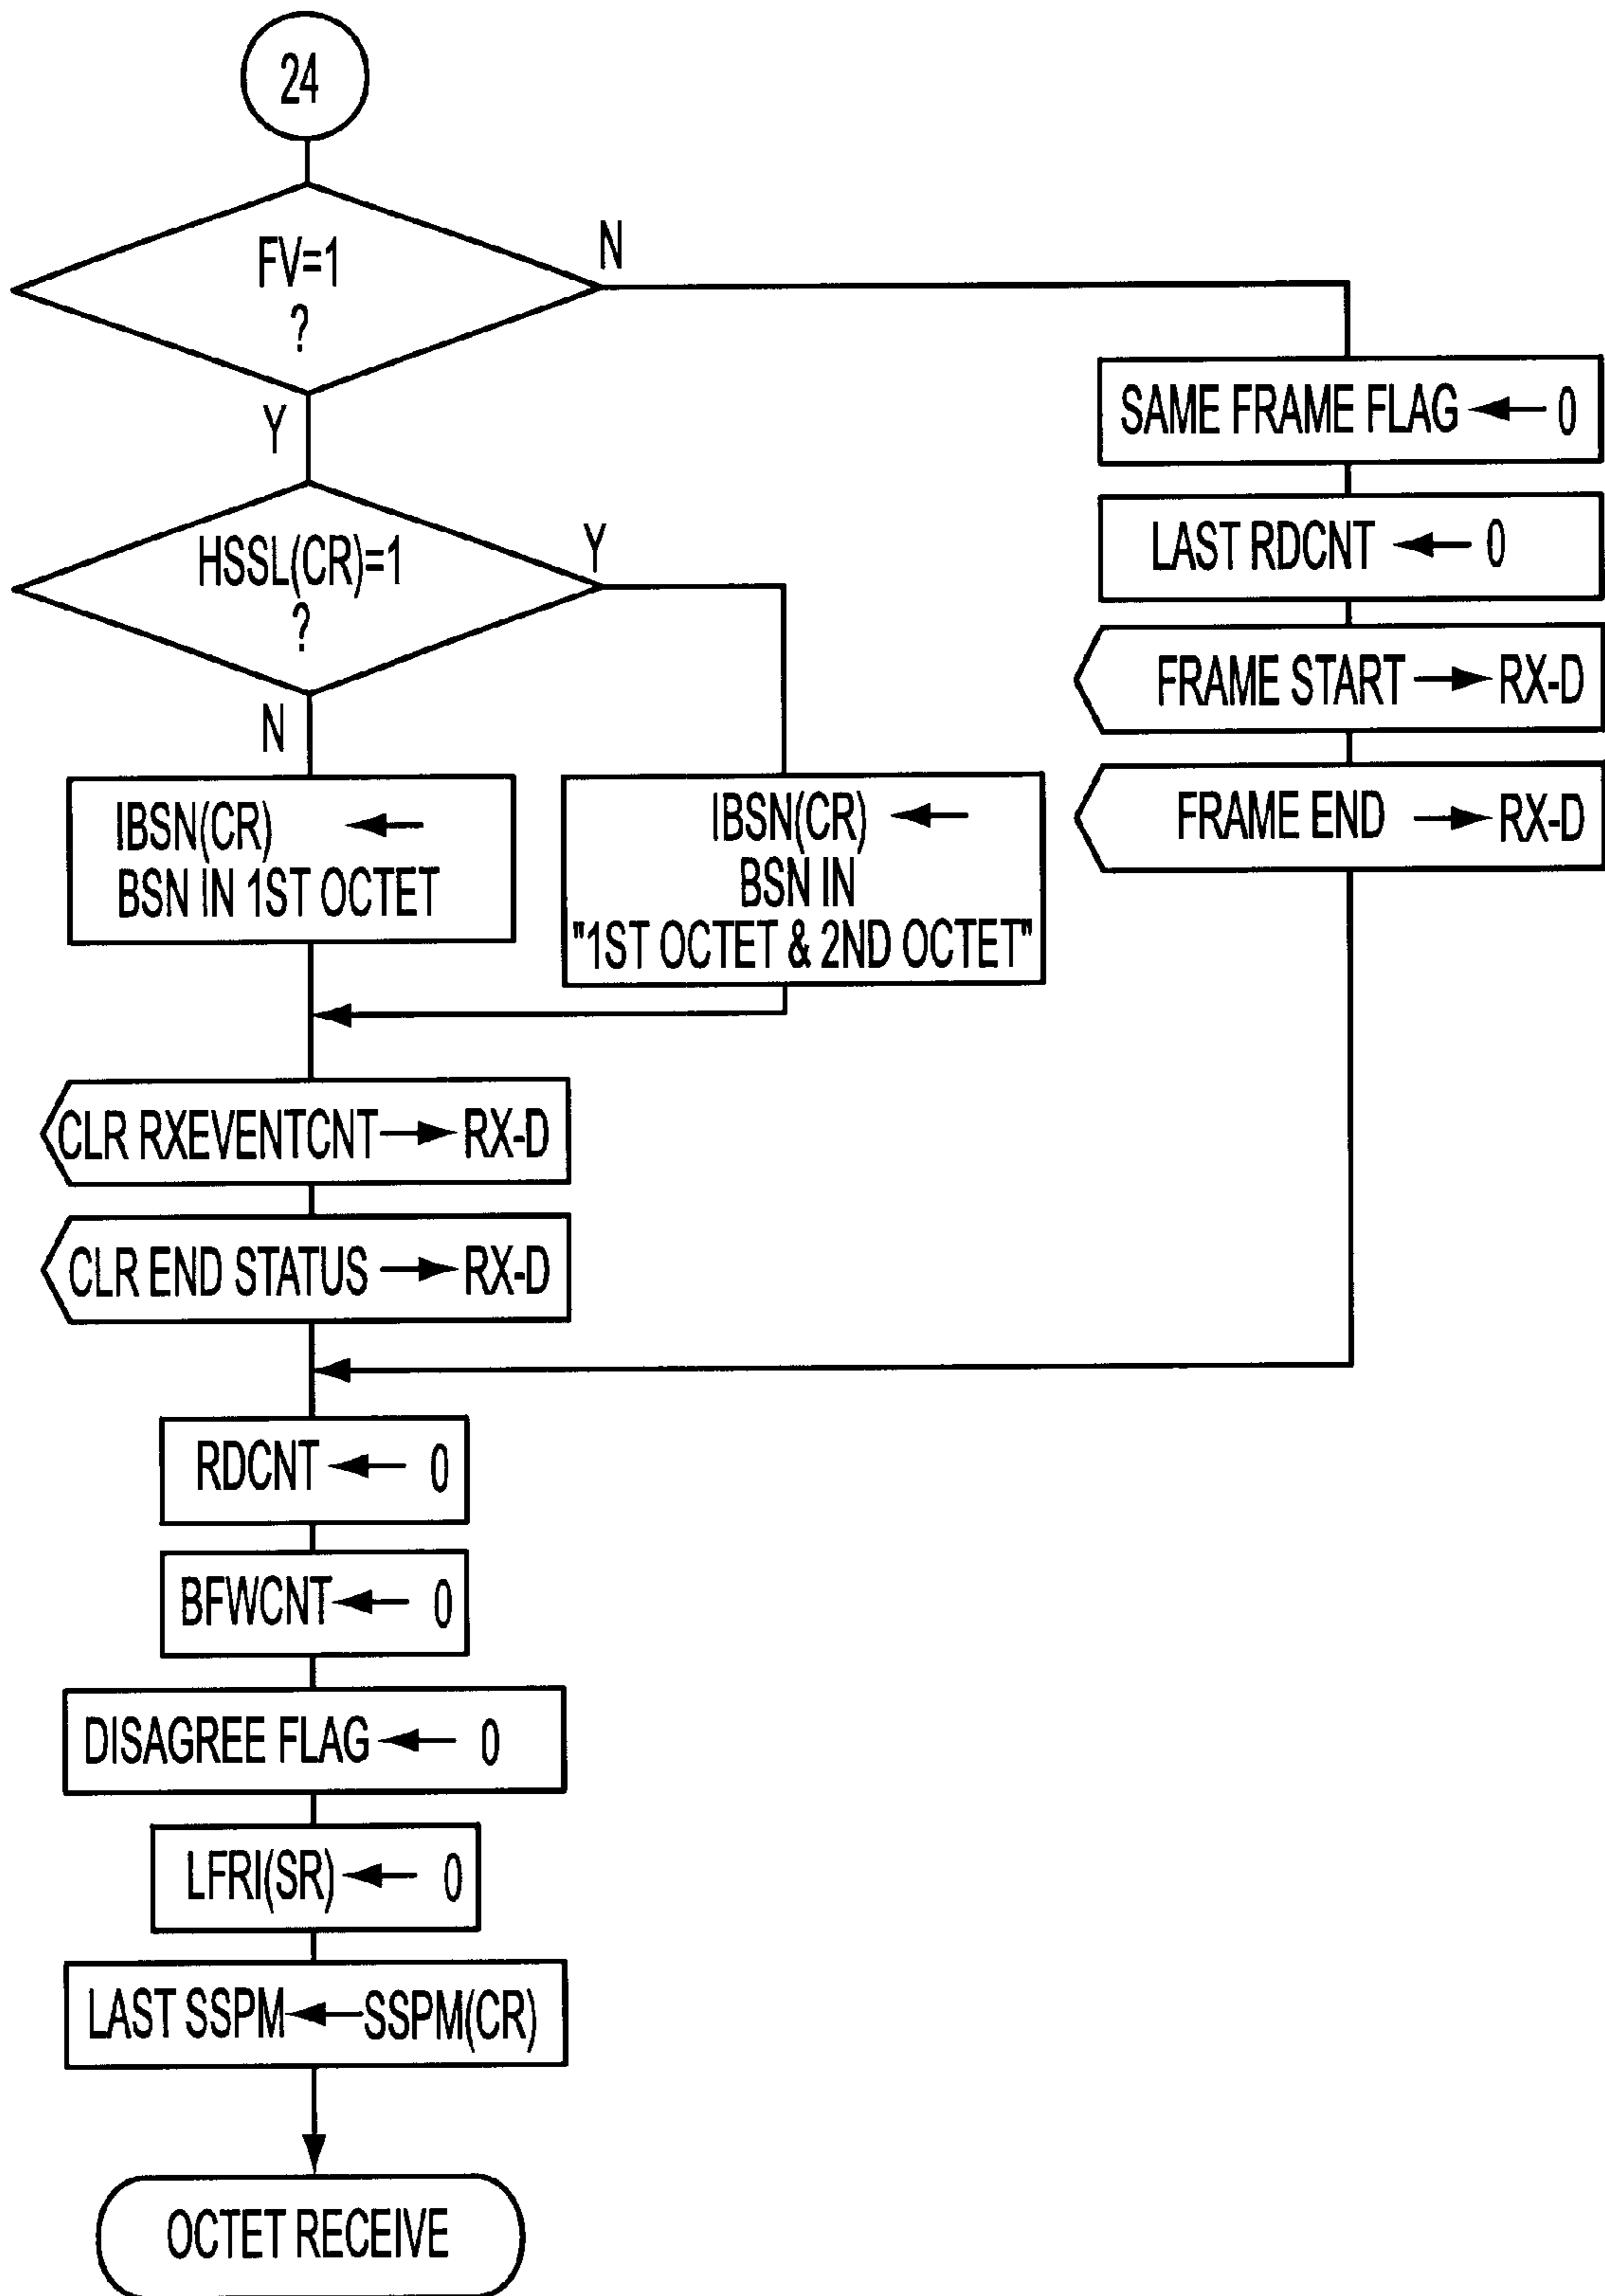 24
FV=1
?
N
Y
SAME FRAME FLAG ← 0
LAST RDCNT ← 0
FRAME START → RX-D
FRAME END → RX-D
HSSL(CR)=1
?
Y
N
IBSN(CR) ←
BSN IN 1ST OCTET
IBSN(CR) ←
BSN IN
"1ST OCTET & 2ND OCTET"
CLR RXEVENTCNT → RX-D
CLR END STATUS → RX-D
RDCNT ← 0
BFWCNT ← 0
DISAGREE FLAG ← 0
LFRI(SR) ← 0
LAST SSPM ← SSPM(CR)
OCTET RECEIVE